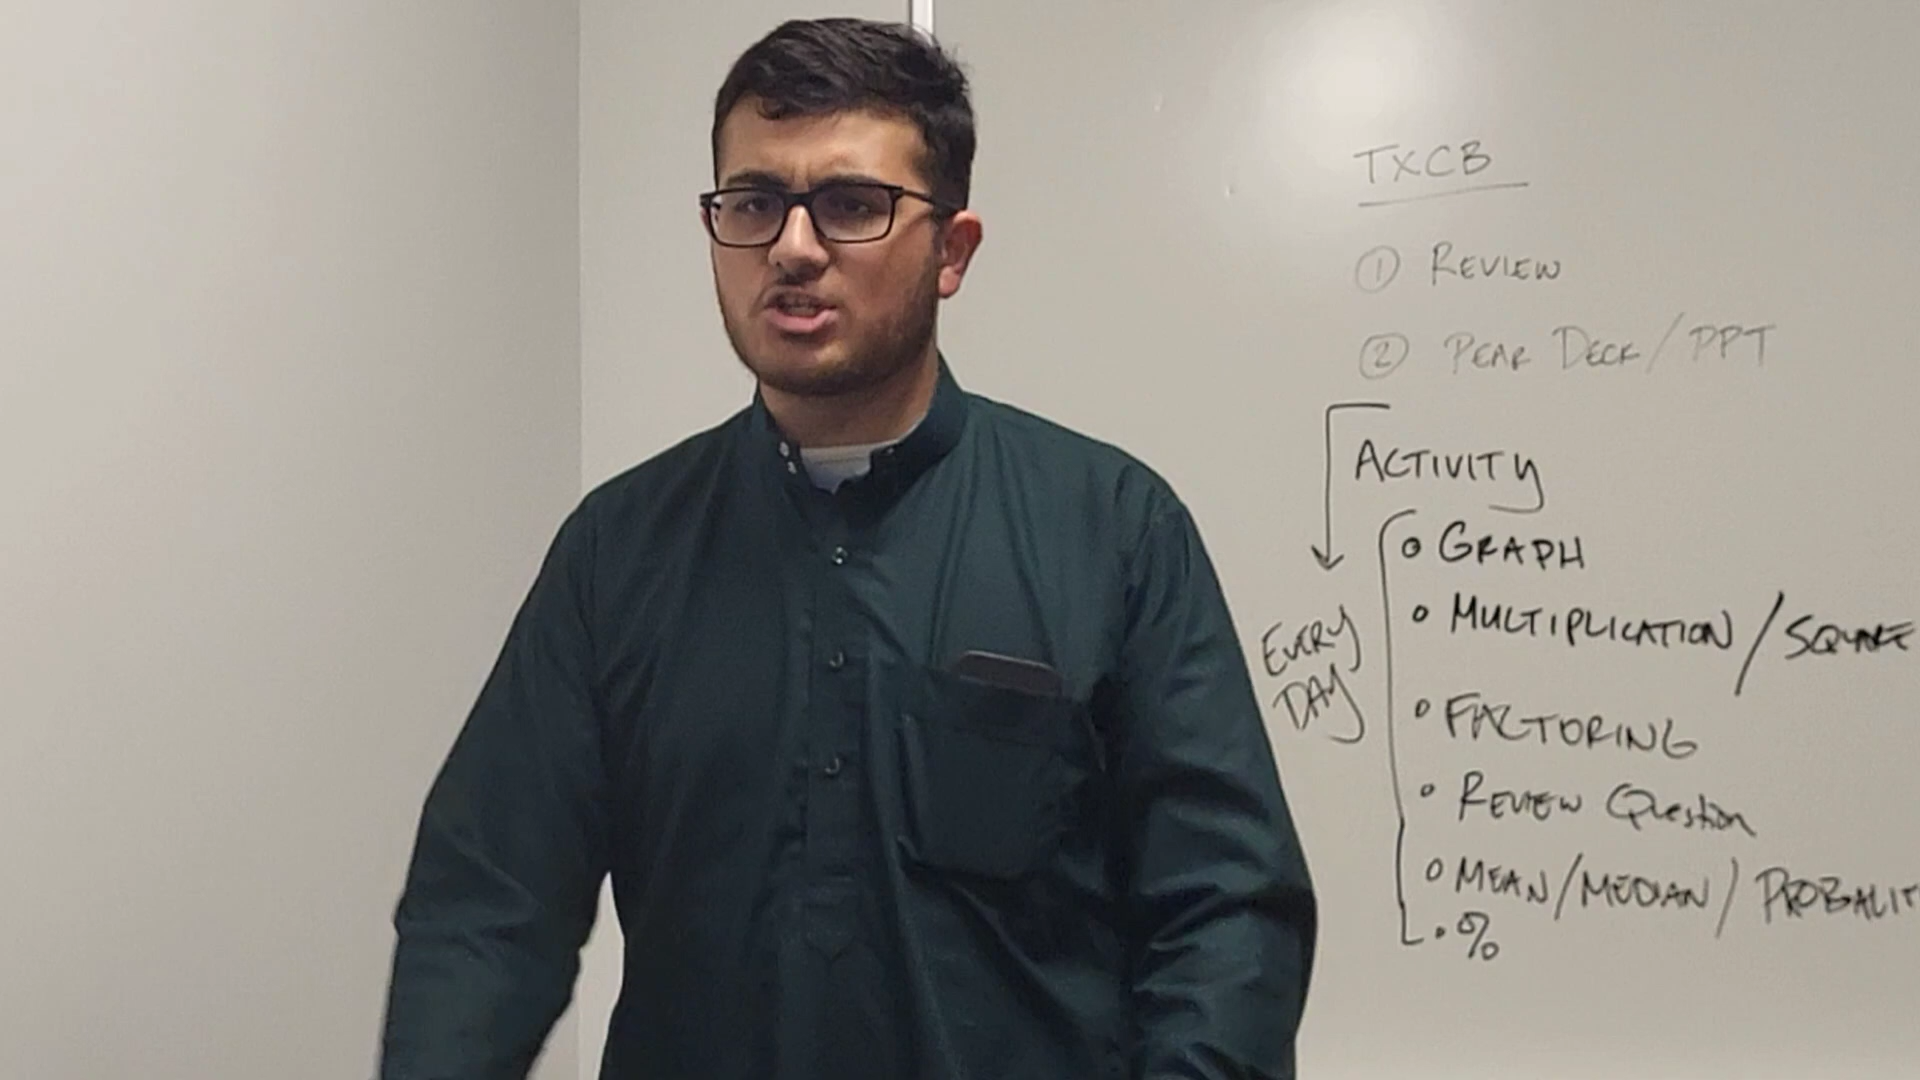 TXCB
① REVIEW
② PEAR DECK/PPT
ACTIVITY
EVERY
DAY
° GRAPH
° MULTIPLICATION / SQUARE
° FACTORING
° REVIEW Question
° MEAN/MEDIAN/ PROBALIT
• %